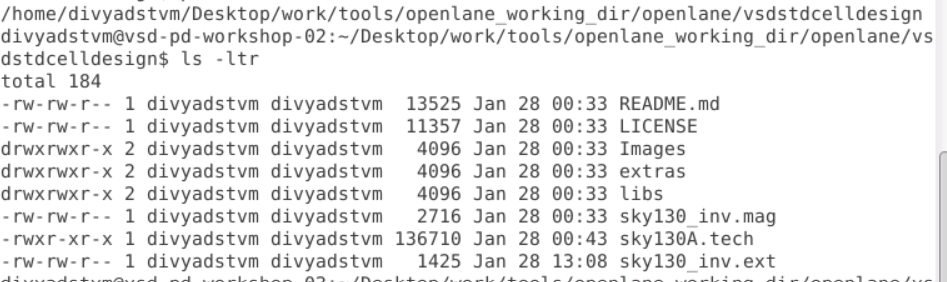 /home/divyadstvm/Desktop/work/tools/openlane_working_dir/openlane/vsdstdcelldesign
divyadstvm@vsd-pd-workshop-02:~/Desktop/work/tools/openlane_working_dir/openlane/vs
dstdcelldesign$ ls -ltr
total 184
-rw-rw-r-- 1 divyadstvm divyadstvm  13525 Jan 28 00:33 README.md
-rw-rw-r-- 1 divyadstvm divyadstvm  11357 Jan 28 00:33 LICENSE
drwxrwxr-x 2 divyadstvm divyadstvm   4096 Jan 28 00:33 Images
drwxrwxr-x 2 divyadstvm divyadstvm   4096 Jan 28 00:33 extras
drwxrwxr-x 2 divyadstvm divyadstvm   4096 Jan 28 00:33 libs
-rw-rw-r-- 1 divyadstvm divyadstvm   2716 Jan 28 00:33 sky130_inv.mag
-rwxr-xr-x 1 divyadstvm divyadstvm 136710 Jan 28 00:43 sky130A.tech
-rw-rw-r-- 1 divyadstvm divyadstvm   1425 Jan 28 13:08 sky130_inv.ext
divyadstvm@vsd-pd-workshop-02:~/Desktop/work/tools/openlane_working_dir/openlane/vs